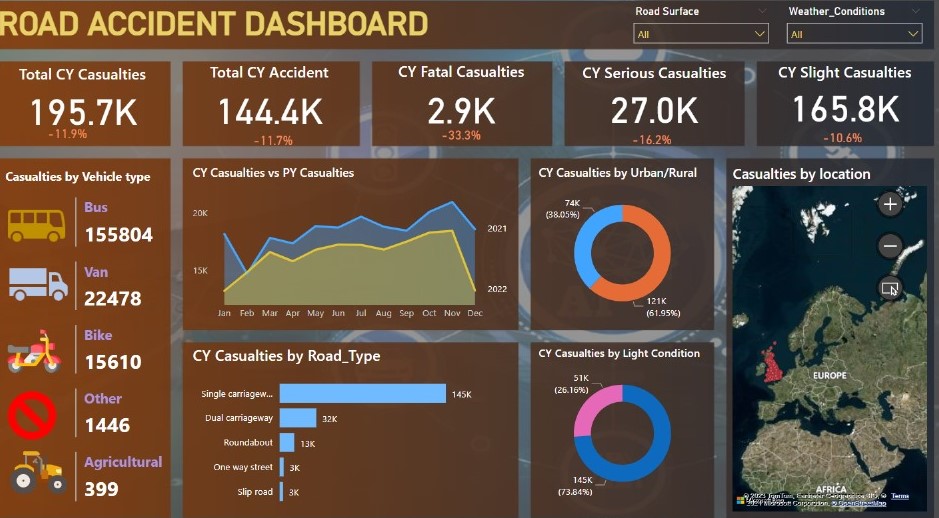 ROAD ACCIDENT DASHBOARD
Road Surface
All
Weather_Conditions
All
Total CY Casualties
195.7K
-11.9%
Total CY Accident
144.4K
-11.7%
CY Fatal Casualties
2.9K
-33.3%
CY Serious Casualties
27.0K
-16.2%
CY Slight Casualties
165.8K
-10.6%
Casualties by Vehicle type
Bus
155804
Van
22478
Bike
15610
Other
1446
Agricultural
399
CY Casualties vs PY Casualties
20K
15K
2021
2022
Jan Feb Mar Apr May Jun Jul Aug Sep Oct Nov Dec
CY Casualties by Road_Type
Single carriagew... 145K
Dual carriageway 32K
Roundabout 13K
One way street 3K
Slip road 3K
CY Casualties by Urban/Rural
74K
(38.05%)
121K
(61.95%)
CY Casualties by Light Condition
51K
(26.16%)
145K
(73.84%)
Casualties by location
EUROPE
AFRICA
© 2023 TomTom,
Terms
Microsoft Corporation, © OpenStreetMap